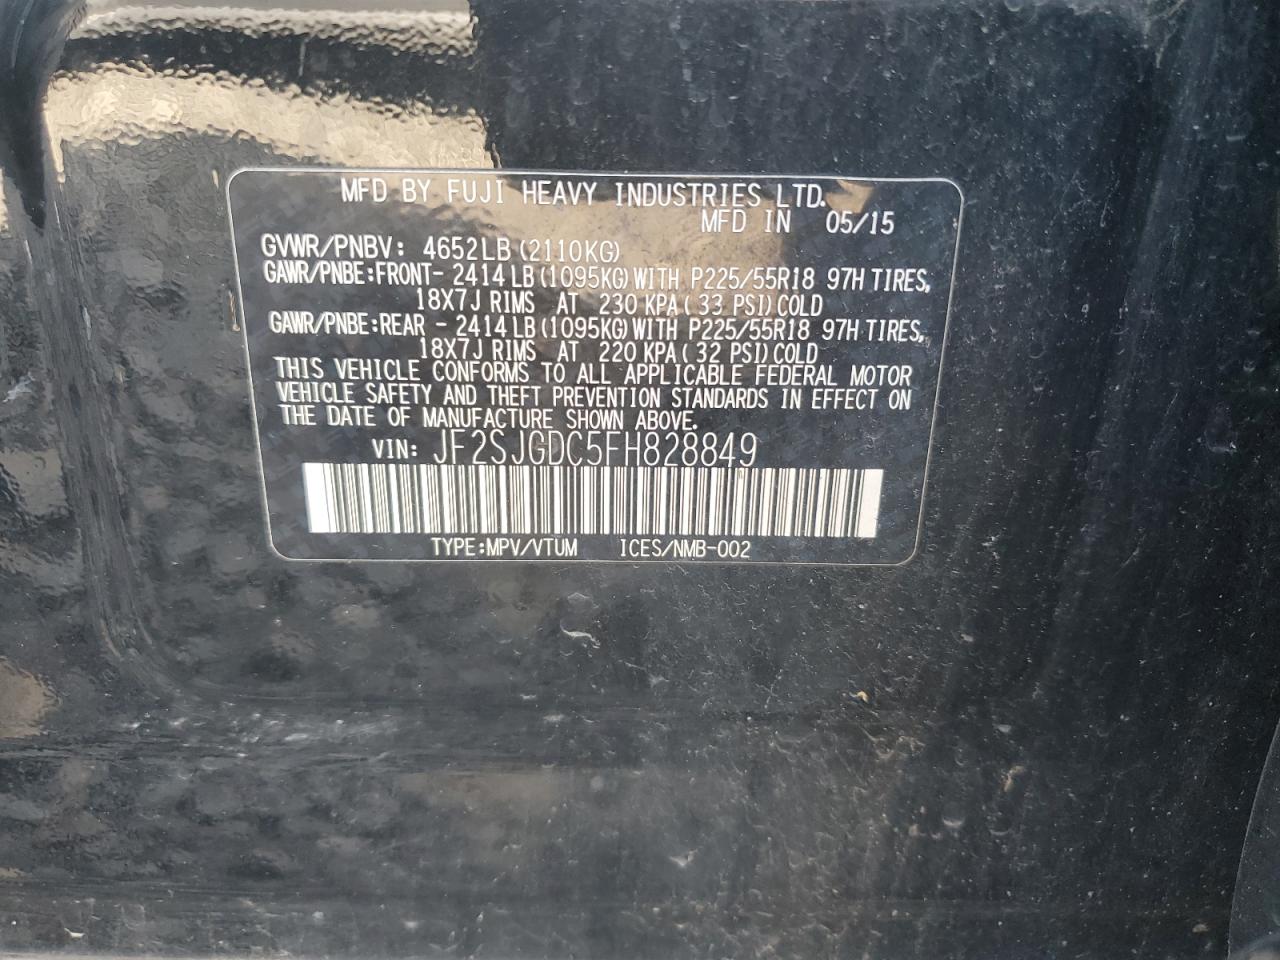 MFD BY FUJI HEAVY INDUSTRIES LTD.
MFD IN 05/15
GVWR/PNBV: 4652LB (2110KG)
GAWR/PNBE:FRONT- 2414 LB (1095KG) WITH P225/55R18 97H TIRES,
18X7J RIMS AT 230 KPA ( 33 PSI) COLD
GAWR/PNBE:REAR - 2414 LB (1095KG) WITH P225/55R18 97H TIRES,
18X7J RIMS AT 220 KPA ( 32 PSI) COLD
THIS VEHICLE CONFORMS TO ALL APPLICABLE FEDERAL MOTOR
VEHICLE SAFETY AND THEFT PREVENTION STANDARDS IN EFFECT ON
THE DATE OF MANUFACTURE SHOWN ABOVE.
VIN: JF2SJGDC5FH828849
TYPE:MPV/VTUM ICES/NMB-002